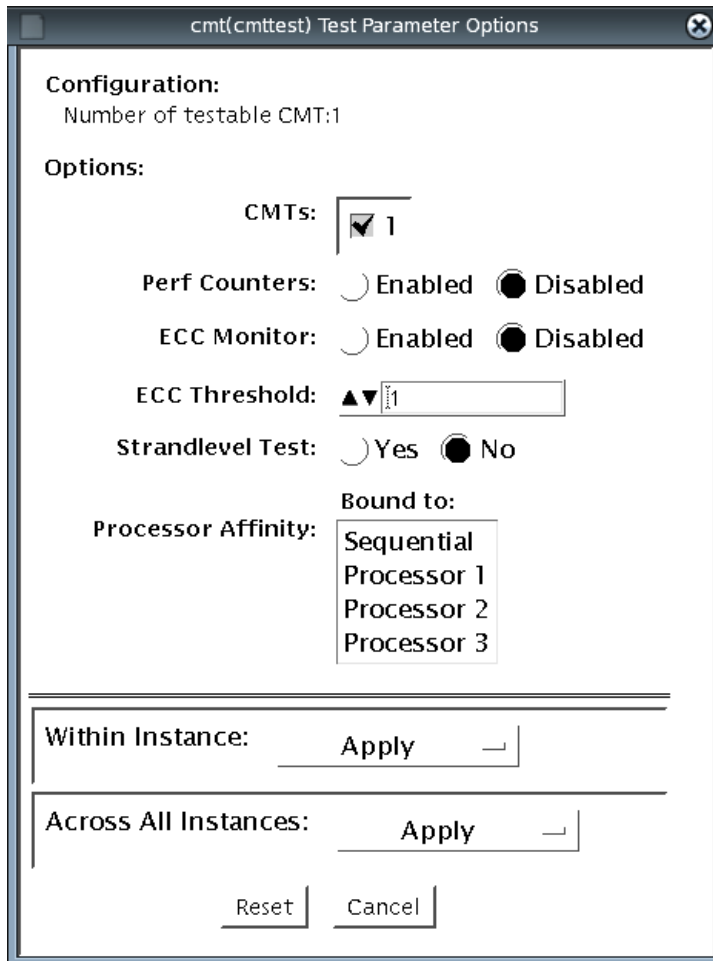 cmt(cmttest) Test Parameter Options
Configuration:
Number of testable CMT:1
Options:
CMTs: 1
Perf Counters: Enabled Disabled
ECC Monitor: Enabled Disabled
ECC Threshold: 1
Strandlevel Test: Yes No
Bound to:
Processor Affinity:
Sequential
Processor 1
Processor 2
Processor 3
Within Instance: Apply
Across All Instances: Apply
Reset Cancel